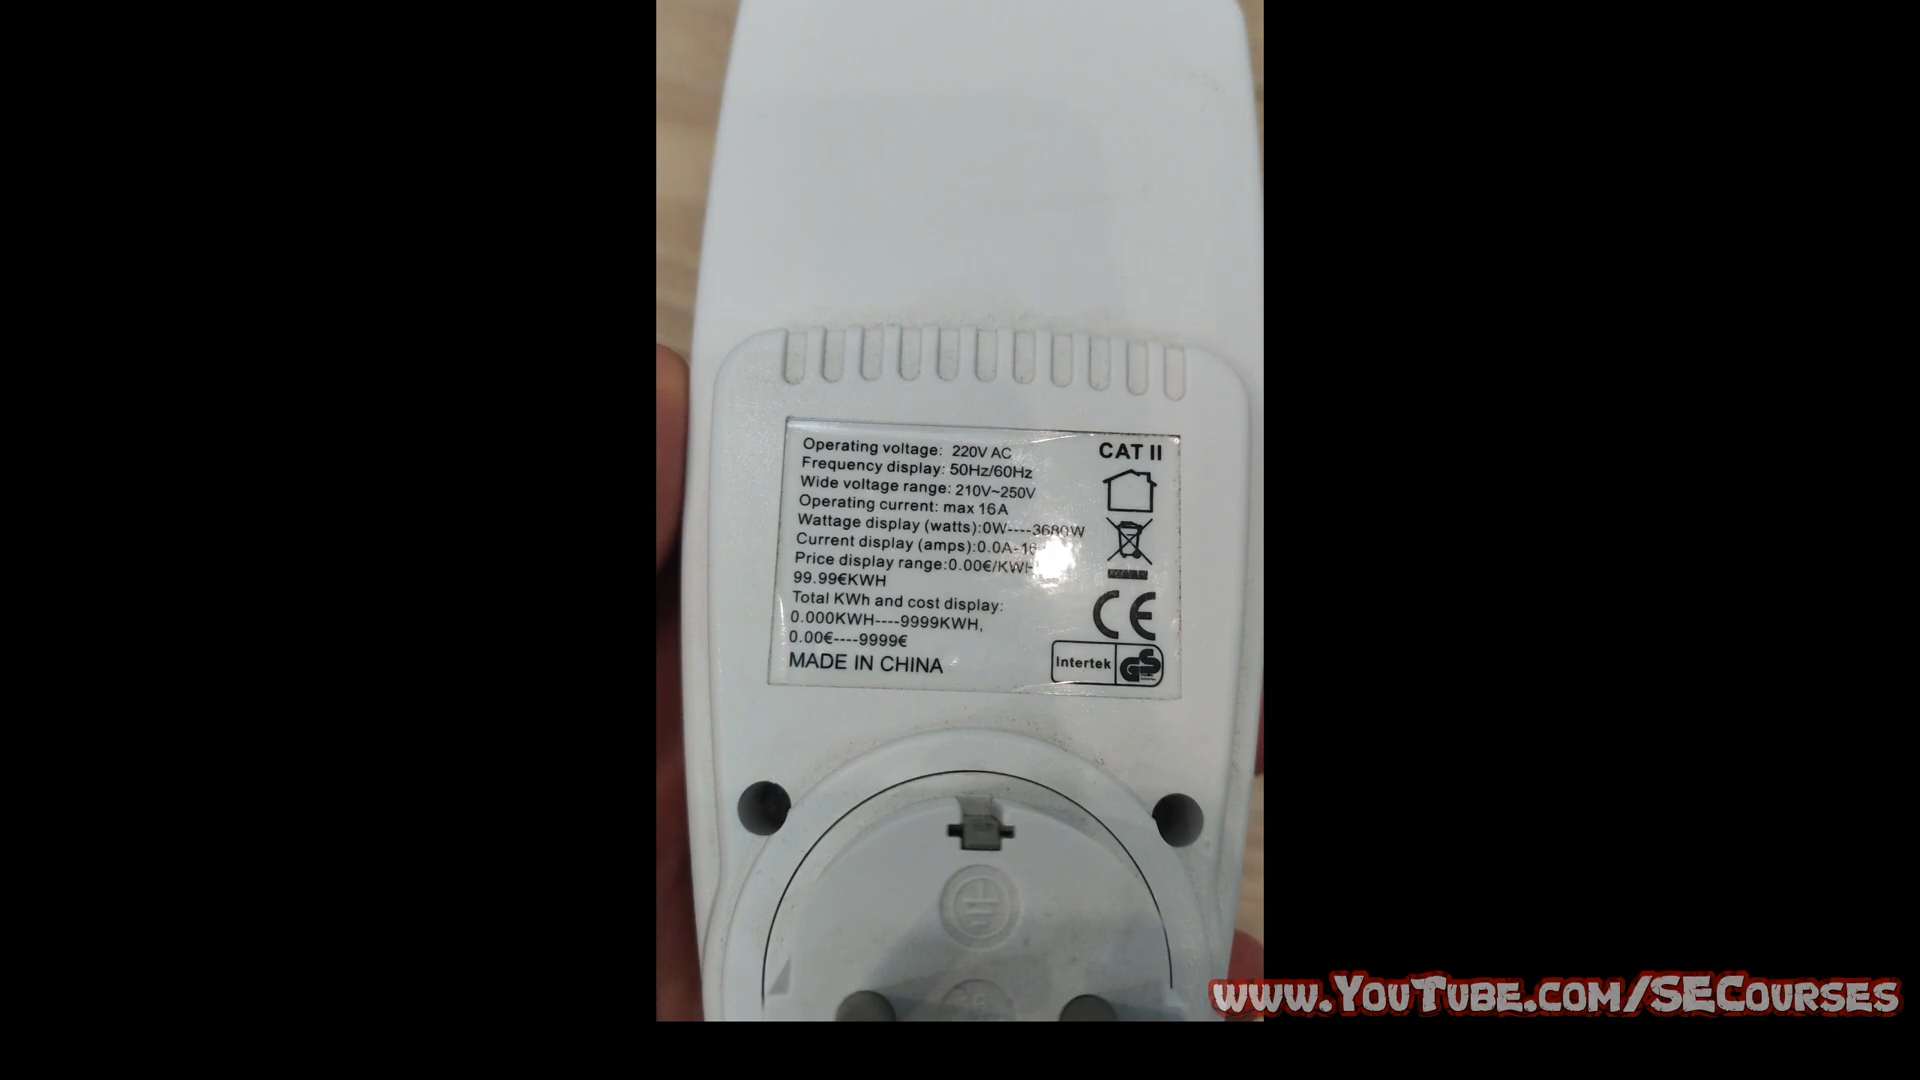 Operating voltage: 220V AC
Frequency display: 50Hz/60Hz
Wide voltage range: 210V~250V
Operating current: max 16A
Wattage display (watts):0W----3680W
Current display (amps):0.0A-16
Price display range:0.00€/KWH
99.99€KWH
Total KWh and cost display:
0.000KWH----9999KWH,
0.00€----9999€
MADE IN CHINA
CAT II
CE
Intertek
GS
www.YouTube.com/SECourses